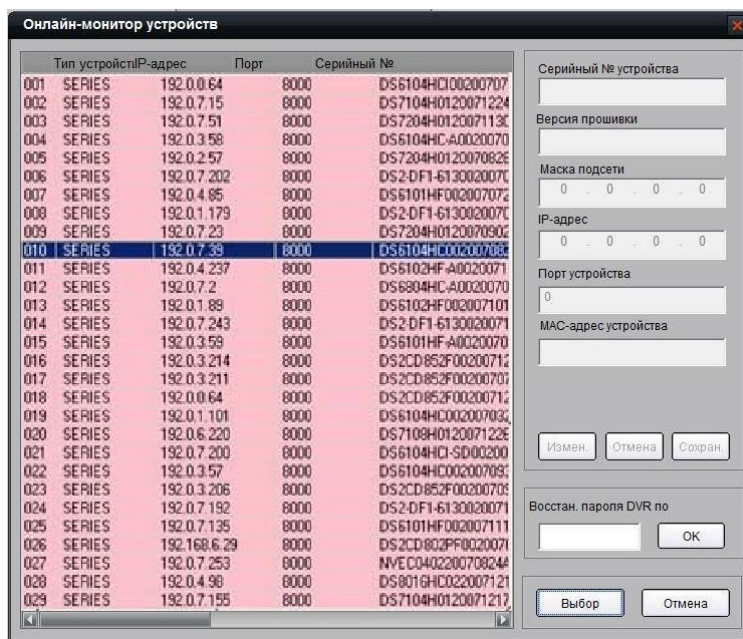 Онлайн-монитор устройств
Тип устройстIP-адрес Порт Серийный №
001 SERIES 192.0.0.64 8000 DS6104HCI00200707
002 SERIES 192.0.7.15 8000 DS7104H0120071224
003 SERIES 192.0.7.51 8000 DS7204H012007113
004 SERIES 192.0.3.58 8000 DS6104HC-A0020070
005 SERIES 192.0.2.57 8000 DS7204H0120070828
006 SERIES 192.0.7.202 8000 DS2-DF1-613002007
007 SERIES 192.0.4.85 8000 DS6101HF002007072
008 SERIES 192.0.1.179 8000 DS2-DF1-613002007
009 SERIES 192.0.7.23 8000 DS7204H0120070902
010 SERIES 192.0.7.39 8000 DS6104HC00200708
011 SERIES 192.0.4.237 8000 DS6102HF-A0020071
012 SERIES 192.0.7.2 8000 DS6804HC-A0020070
013 SERIES 192.0.1.89 8000 DS6102HF002007101
014 SERIES 192.0.7.243 8000 DS2-DF1-6130020071
015 SERIES 192.0.3.59 8000 DS6101HF-A0020070
016 SERIES 192.0.3.214 8000 DS2CD852F00200712
017 SERIES 192.0.3.211 8000 DS2CD852F00200707
018 SERIES 192.0.0.64 8000 DS2CD852F00200712
019 SERIES 192.0.1.101 8000 DS6104HC002007032
020 SERIES 192.0.6.220 8000 DS7108H012007122
021 SERIES 192.0.7.200 8000 DS6104HCI-SD00200
022 SERIES 192.0.3.57 8000 DS6104HC00200709
023 SERIES 192.0.3.206 8000 DS2CD852F0020070
024 SERIES 192.0.7.192 8000 DS2-DF1-6130020071
025 SERIES 192.0.7.135 8000 DS6101HF002007111
026 SERIES 192.168.6.29 8000 DS2CD802PF002007
027 SERIES 192.0.7.253 8000 NVEC040220070824
028 SERIES 192.0.4.98 8000 DS8016HC022007121
029 SERIES 192.0.7.155 8000 DS7104H0120071217
Серийный № устройства
Версия прошивки
Маска подсети
0 . 0 . 0 . 0
IP-адрес
0 . 0 . 0 . 0
Порт устройства
0
MAC-адрес устройства
Измен. Отмена Сохран.
Восстан. пароля DVR по
OK
Выбор Отмена